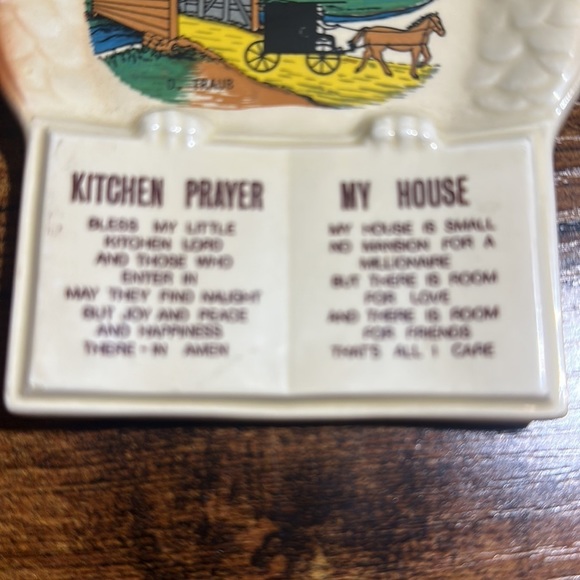 D. TRAUB
KITCHEN PRAYER
BLESS MY LITTLE
KITCHEN LORD
AND THOSE WHO
ENTER IN
MAY THEY FIND NAUGHT
BUT JOY AND PEACE
AND HAPPINESS
THERE-IN AMEN
MY HOUSE
MY HOUSE IS SMALL
NO MANSION FOR A
MILLIONAIRE
BUT THERE IS ROOM
FOR LOVE
AND THERE IS ROOM
FOR FRIENDS
THAT'S ALL I CARE